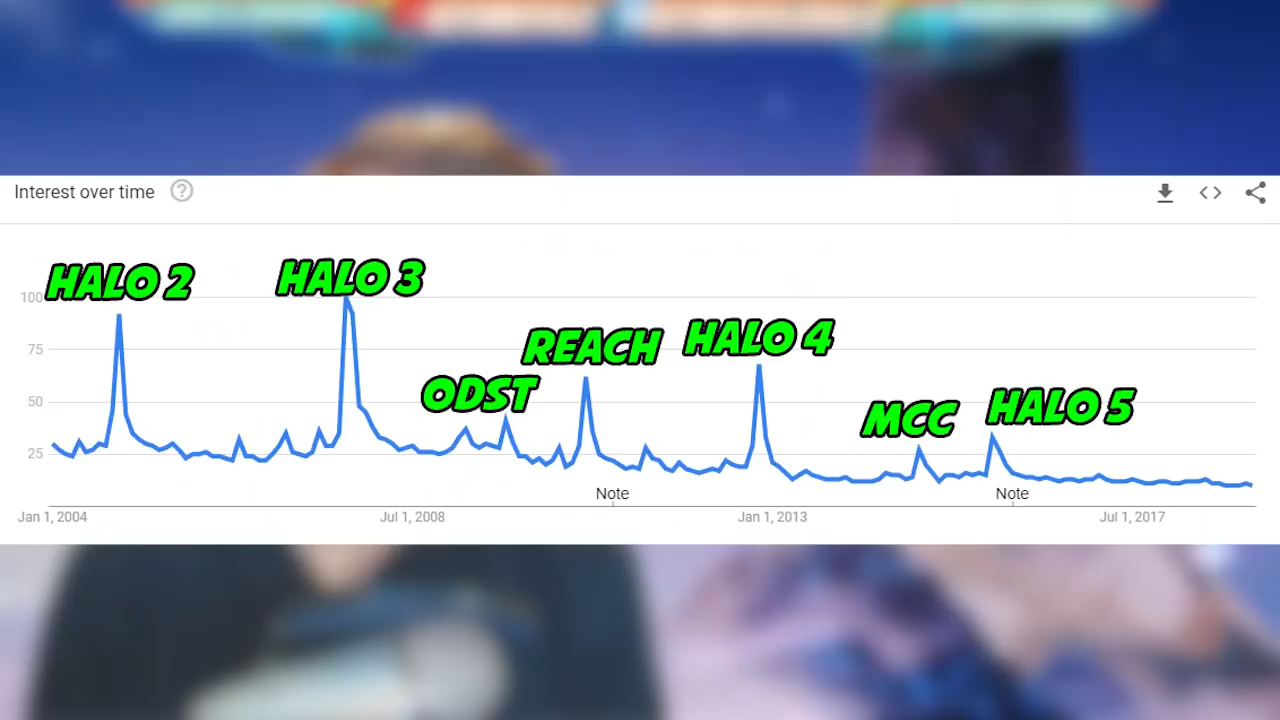 Interest over time ?
HALO 2
HALO 3
REACH
HALO 4
ODST
MCC
HALO 5
100
75
50
25
Note
Note
Jan 1, 2004
Jul 1, 2008
Jan 1, 2013
Jul 1, 2017